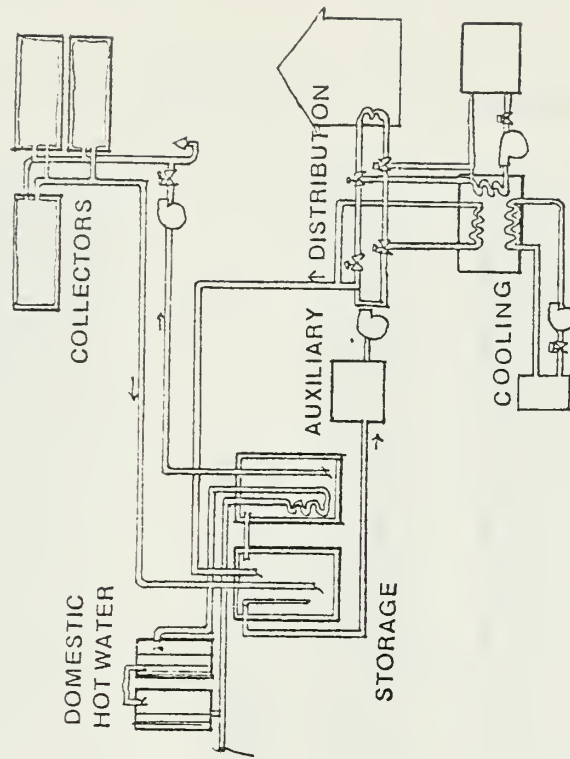 COLLECTORS
DOMESTIC
HOT WATER
STORAGE
AUXILIARY
DISTRIBUTION
COOLING